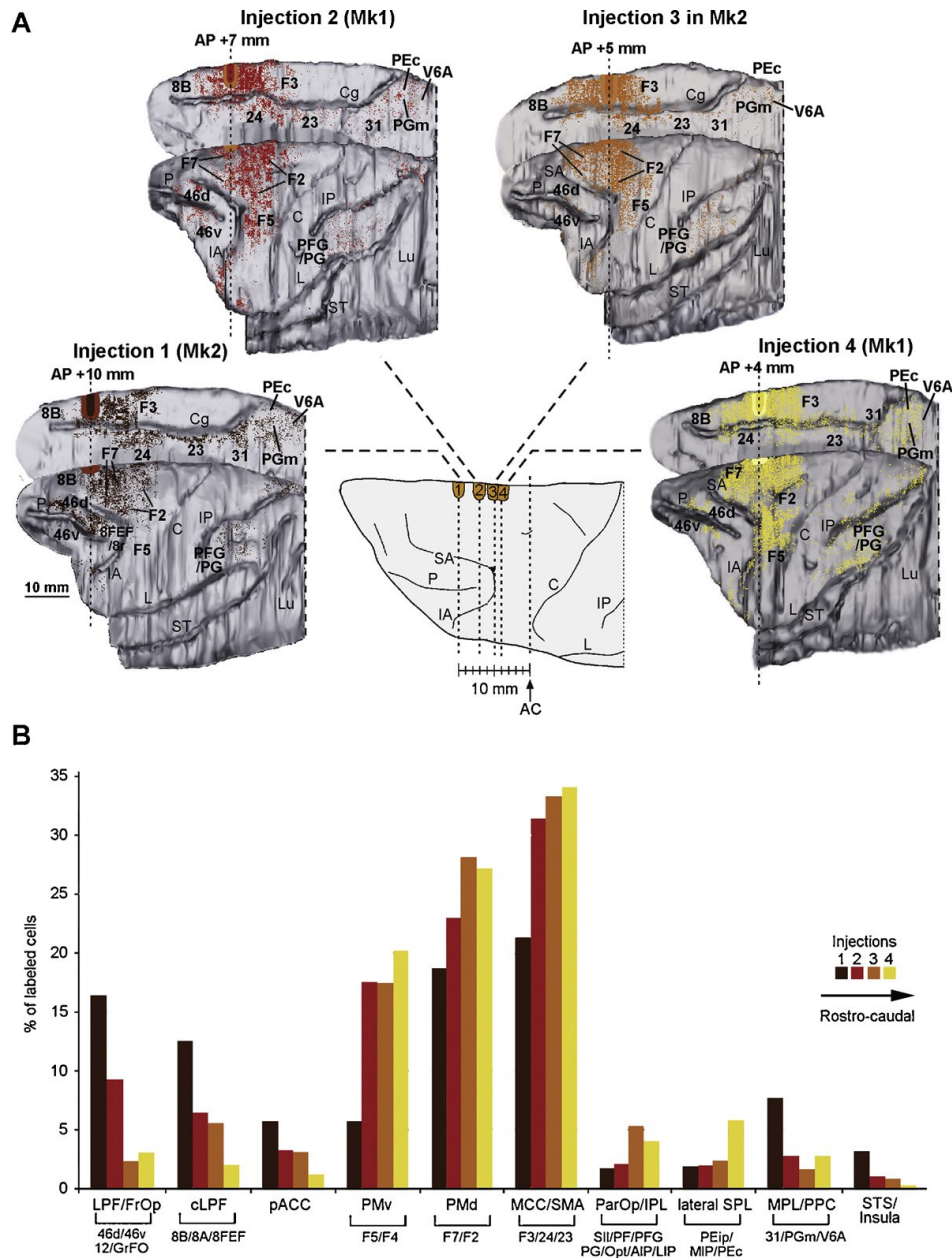 A
Injection 2 (Mk1)
AP +7 mm
8B
F3
Cg
PEc
V6A
24
23
31
PGm
F7
F2
P
46d
46v
F5
C
IP
IA
PFG
/PG
L
ST
Lu
Injection 3 in Mk2
AP +5 mm
8B
F3
Cg
PEc
V6A
24
23
31
PGm
F7
F2
SA
P
46d
46v
F5
C
IP
IA
PFG
/PG
L
ST
Lu
Injection 1 (Mk2)
AP +10 mm
8B
F3
Cg
PEc
V6A
24
23
31
PGm
F7
8B
F2
P
46d
46v
8FEF
/8r
F5
C
IP
IA
PFG
/PG
L
ST
Lu
10 mm
1 2 3 4
SA
P
IA
C
IP
L
10 mm
AC
Injection 4 (Mk1)
AP +4 mm
8B
F3
31
PEc
V6A
24
23
PGm
F7
SA
F2
P
46d
46v
F5
C
IP
IA
PFG
/PG
L
ST
Lu
B
% of labeled cells
35
30
25
20
15
10
5
0
Injections
1 2 3 4
Rostro-caudal
LPF/FrOp cLPF pACC PMv PMd MCC/SMA ParOp/IPL lateral SPL MPL/PPC STS/
Insula
46d/46v 8B/8A/8FEF F5/F4 F7/F2 F3/24/23 SII/PF/PFG PEip/ 31/PGm/V6A
12/GrFO PG/Opt/AIP/LIP MIP/PEc